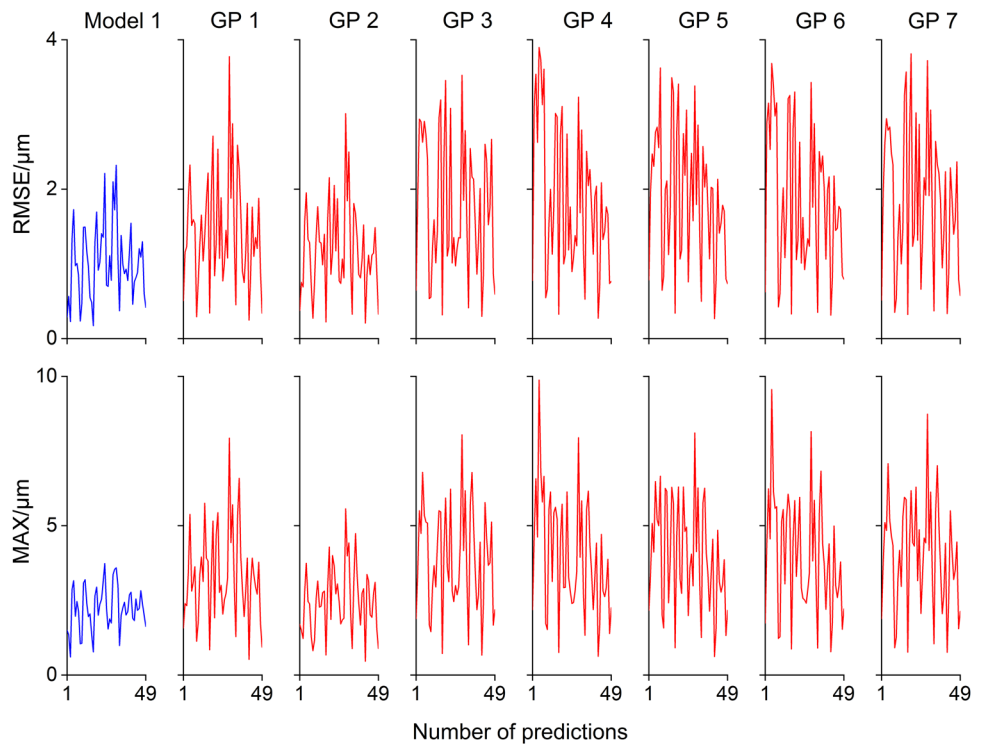 Model 1 GP 1 GP 2 GP 3 GP 4 GP 5 GP 6 GP 7
4
RMSE/µm
2
0
10
MAX/µm
5
0
1 49 1 49 1 49 1 49 1 49 1 49 1 49 1 49
Number of predictions